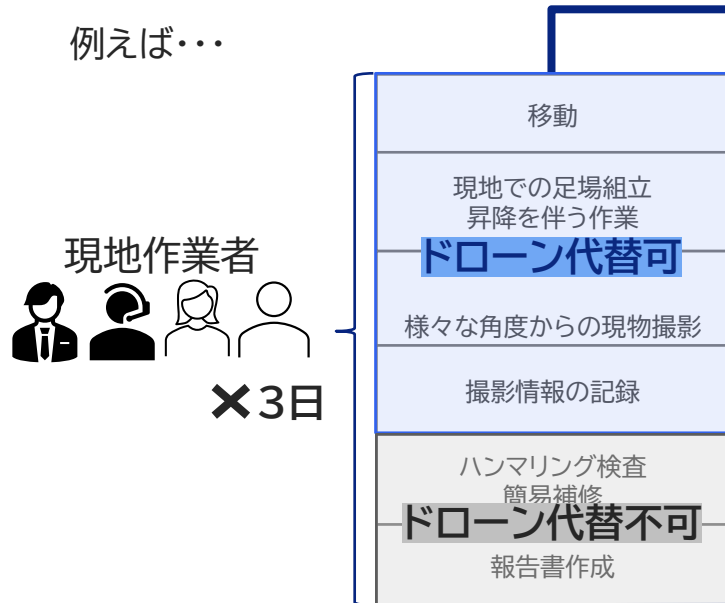 例えば・・・
現地作業者
×3日
移動
現地での足場組立
昇降を伴う作業
ドローン代替可
様々な角度からの現物撮影
撮影情報の記録
ハンマリング検査
簡易補修
ドローン代替不可
報告書作成